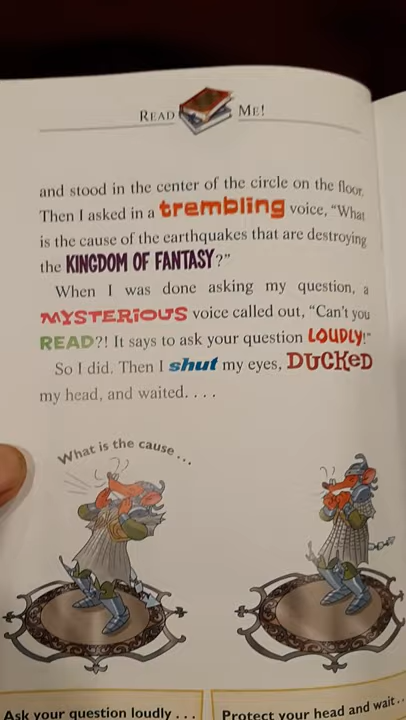 READ ME!
and stood in the center of the circle on the floor.
Then I asked in a trembling voice, “What
is the cause of the earthquakes that are destroying
the KINGDOM OF FANTASY?”
When I was done asking my question, a
MYSTERIOUS voice called out, “Can’t you
READ?! It says to ask your question LOUDLY!”
So I did. Then I shut my eyes, DUCKED
my head, and waited. . . .
What is the cause . . .
Ask your question loudly . . .
Protect your head and wait . .